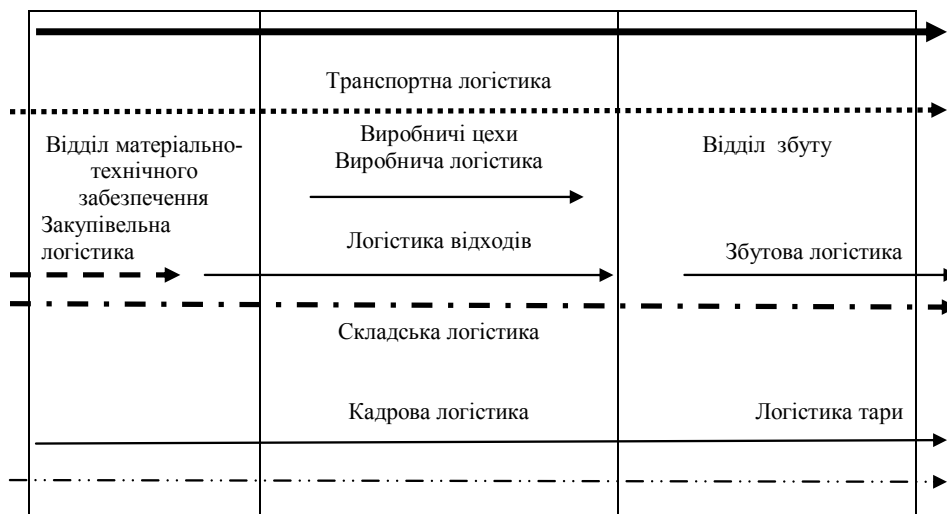 Транспортна логістика
Відділ матеріально-
технічного
забезпечення
Закупівельна
логістика
Виробничі цехи
Виробнича логістика
Логістика відходів
Відділ збуту
Збутова логістика
Складська логістика
Кадрова логістика
Логістика тари